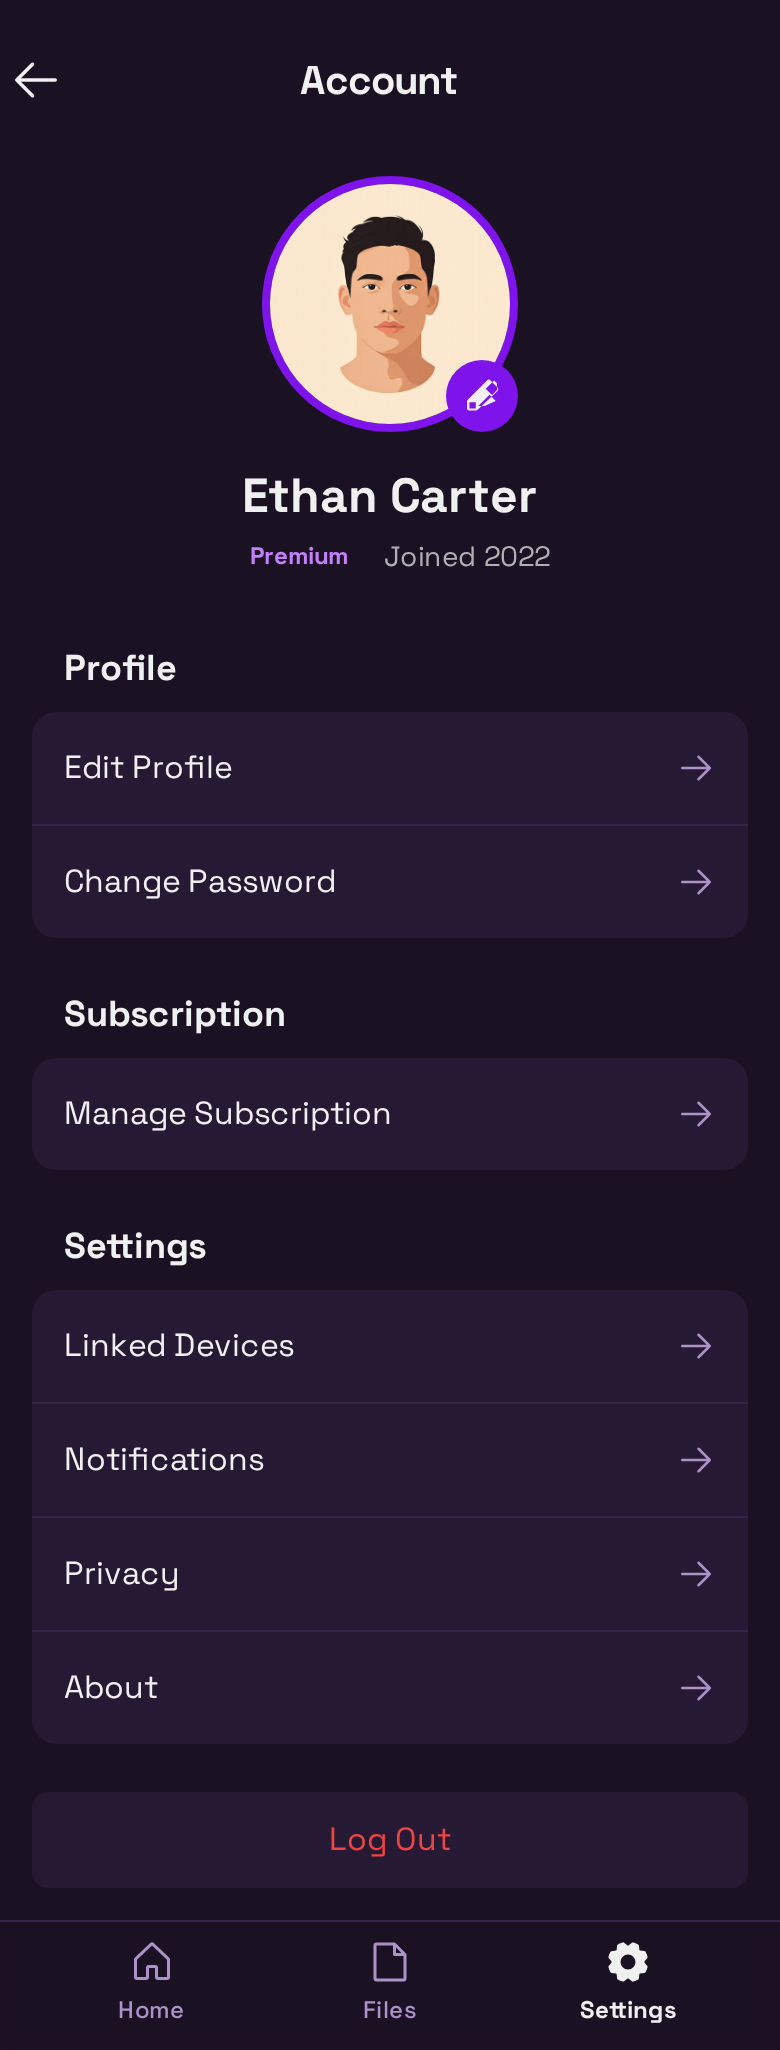 Account
Ethan Carter
Premium Joined 2022
Profile
Edit Profile
Change Password
Subscription
Manage Subscription
Settings
Linked Devices
Notifications
Privacy
About
Log Out
Home Files Settings